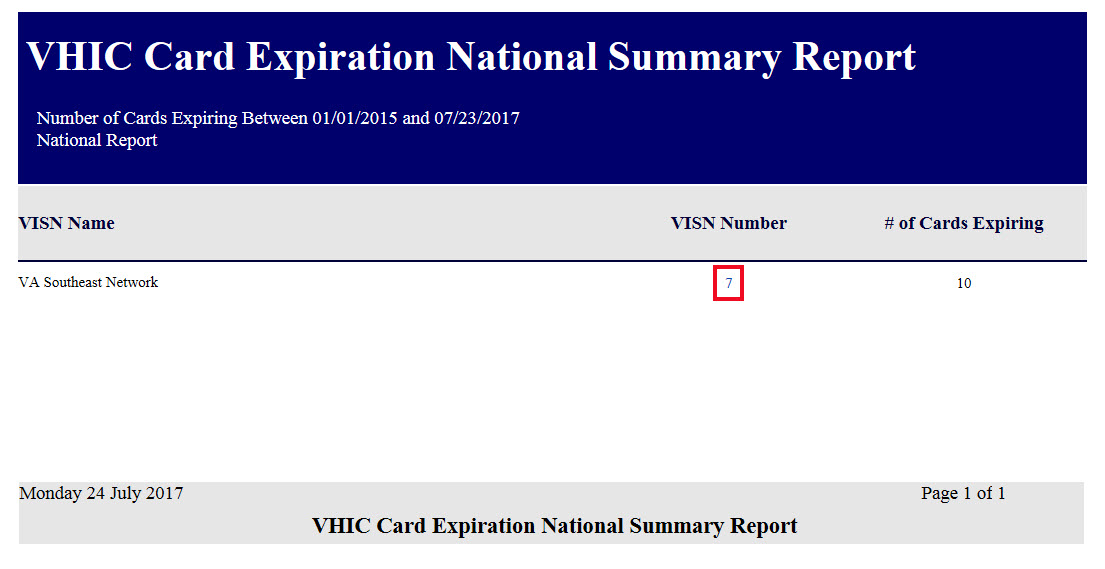 VHIC Card Expiration National Summary Report
Number of Cards Expiring Between 01/01/2015 and 07/23/2017
National Report
VISN Name VISN Number # of Cards Expiring
VA Southeast Network 7 10
Monday 24 July 2017 Page 1 of 1
VHIC Card Expiration National Summary Report